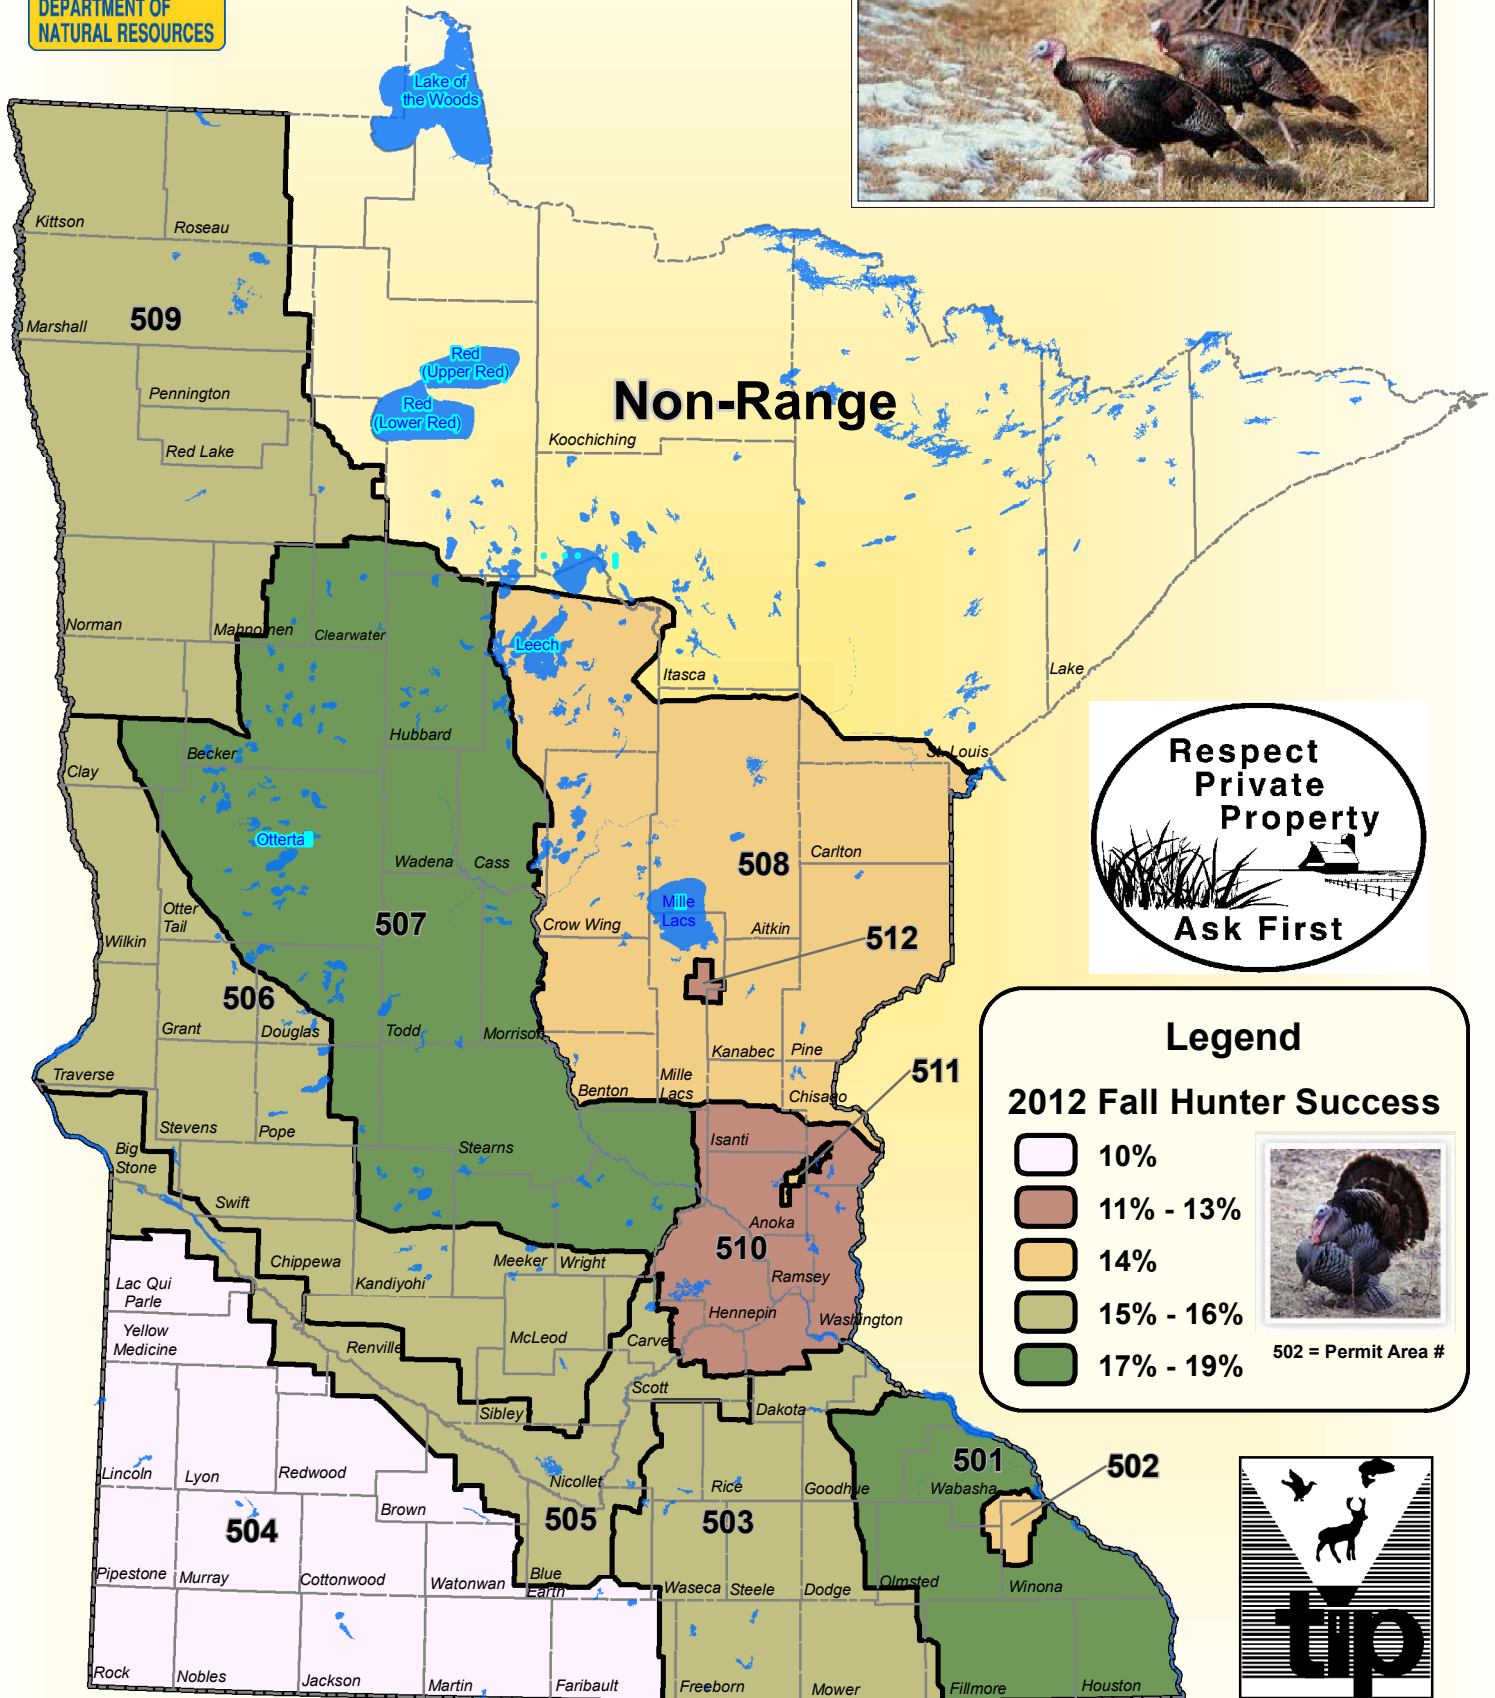 DEPARTMENT OF
NATURAL RESOURCES
Lake of
the Woods
Kittson
Roseau
Marshall
509
Red
(Upper Red)
Red
(Lower Red)
Non-Range
Pennington
Red Lake
Koochiching
Norman
Mahnomen
Clearwater
Leech
Itasca
Lake
Hubbard
Becker
Clay
St. Louis
Respect
Private
Property
Ask First
Otterta
Wadena
Cass
508
Carlton
Mille
Lacs
Otter
Tail
507
Crow Wing
Aitkin
Wilkin
512
506
Grant
Douglas
Todd
Morrison
Kanabec
Pine
511
Traverse
Benton
Mille
Lacs
Chisago
Stevens
Pope
Stearns
Isanti
Big
Stone
Swift
Anoka
510
Chippewa
Kandiyohi
Meeker
Wright
Ramsey
Lac Qui
Parle
Hennepin
Washington
Yellow
Medicine
Renville
McLeod
Carver
Scott
Sibley
Dakota
Legend
2012 Fall Hunter Success
10%
11% - 13%
14%
15% - 16%
17% - 19%
502 = Permit Area #
Lincoln
Lyon
Redwood
Nicollet
Rice
Goodhue
501
Wabasha
502
Brown
504
505
503
Pipestone
Murray
Cottonwood
Watonwan
Blue
Earth
Waseca
Steele
Dodge
Olmsted
Winona
Rock
Nobles
Jackson
Martin
Faribault
Freeborn
Mower
Fillmore
Houston
tip